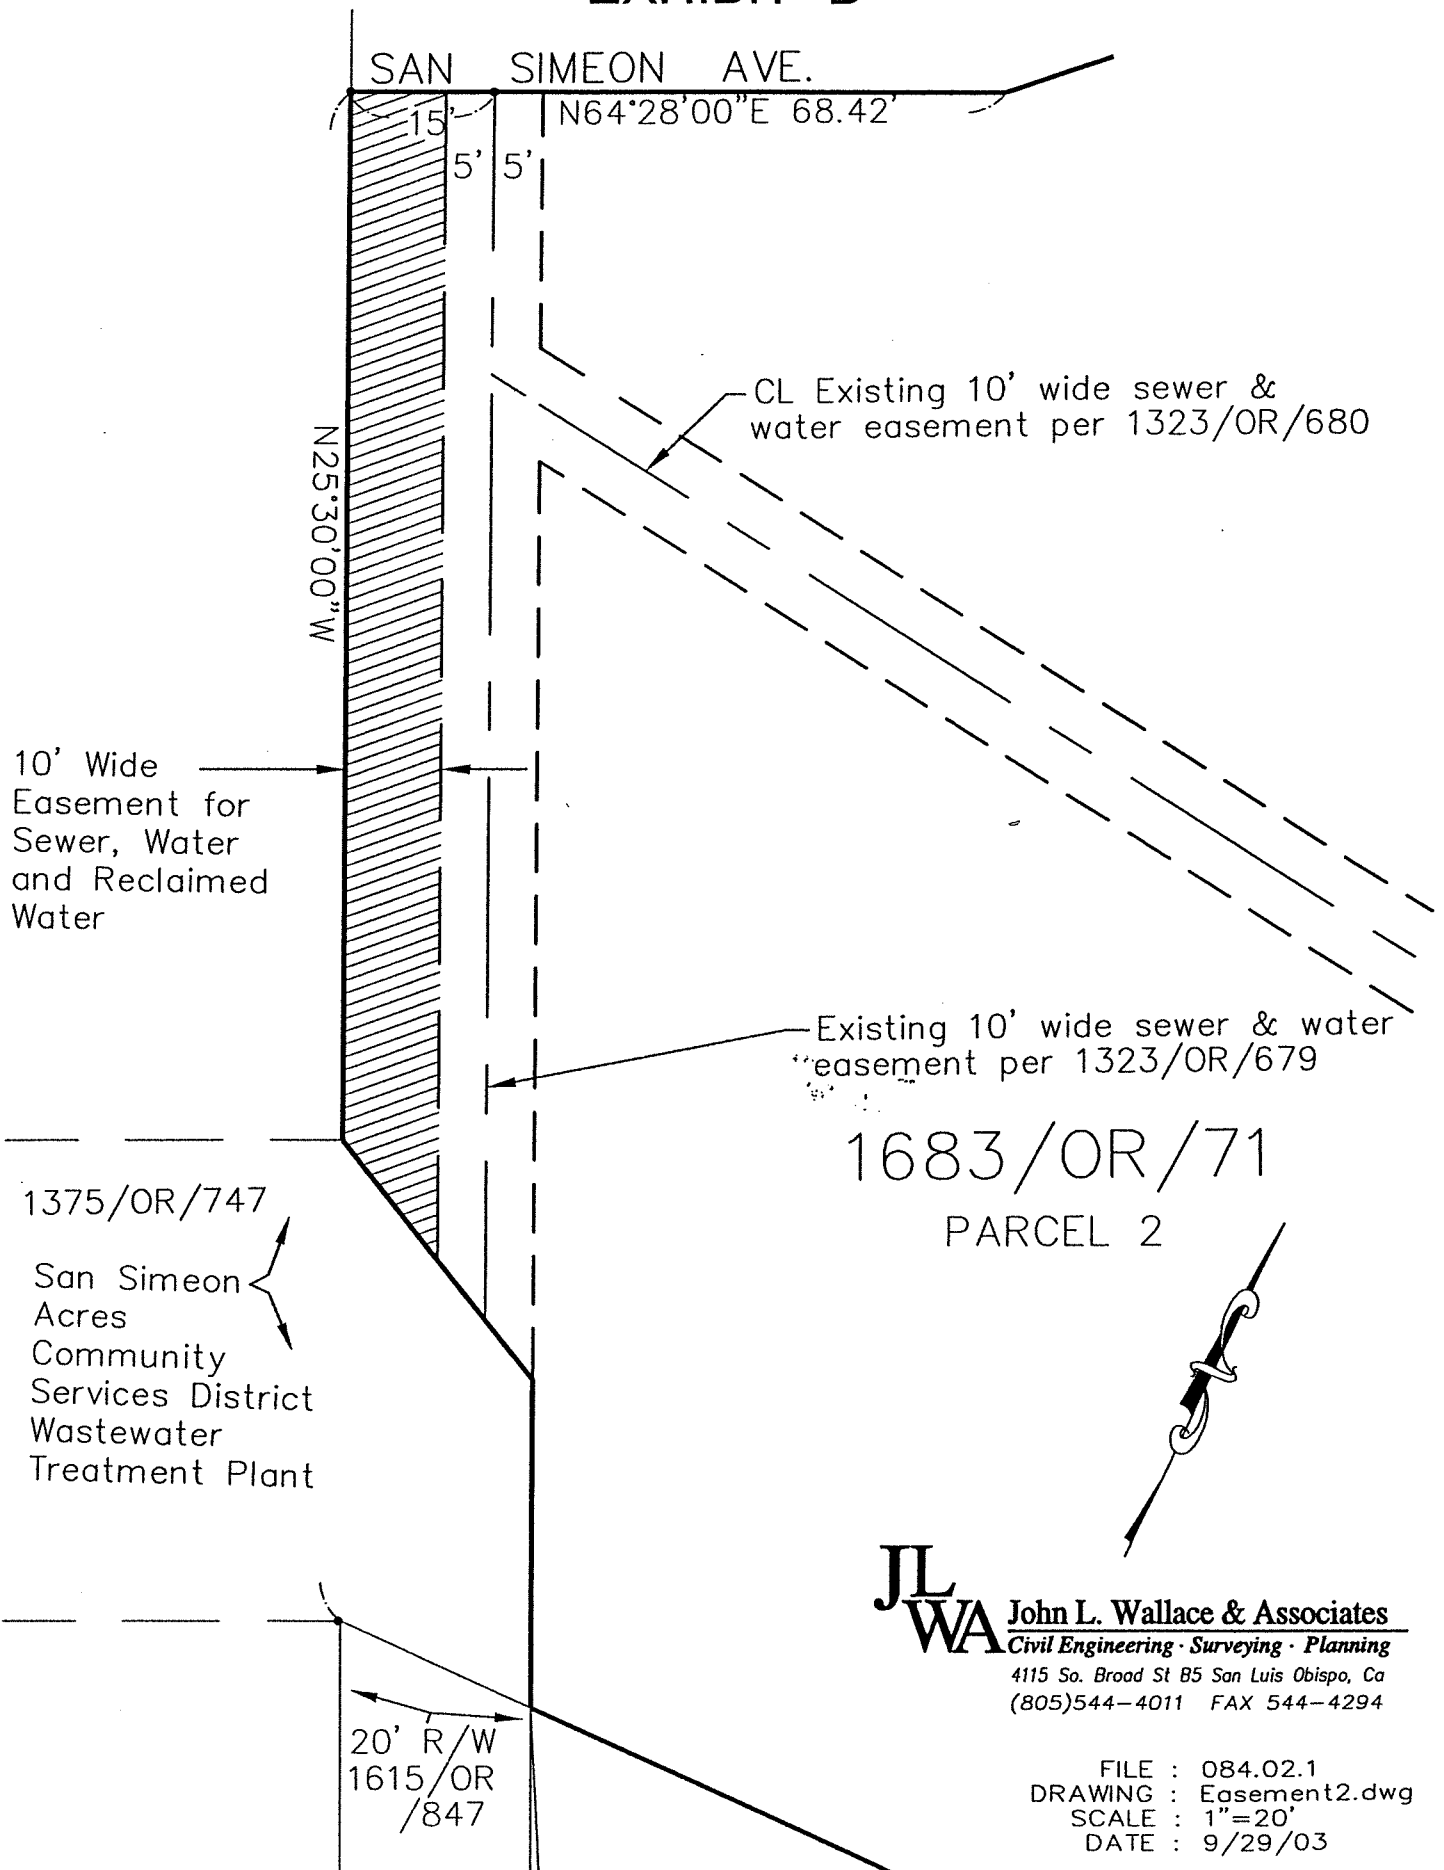 SAN SIMEON AVE.
N64°28'00"E 68.42'
15'
5' 5'
CL Existing 10' wide sewer &
water easement per 1323/OR/680
N25°30'00"W
10' Wide
Easement for
Sewer, Water
and Reclaimed
Water
Existing 10' wide sewer & water
easement per 1323/OR/679
1683/OR/71
PARCEL 2
1375/OR/747
San Simeon
Acres
Community
Services District
Wastewater
Treatment Plant
JLWA
John L. Wallace & Associates
Civil Engineering · Surveying · Planning
4115 So. Broad St B5 San Luis Obispo, Ca
(805)544-4011 FAX 544-4294
20' R/W
1615/OR
/847
FILE : 084.02.1
DRAWING : Easement2.dwg
SCALE : 1"=20'
DATE : 9/29/03